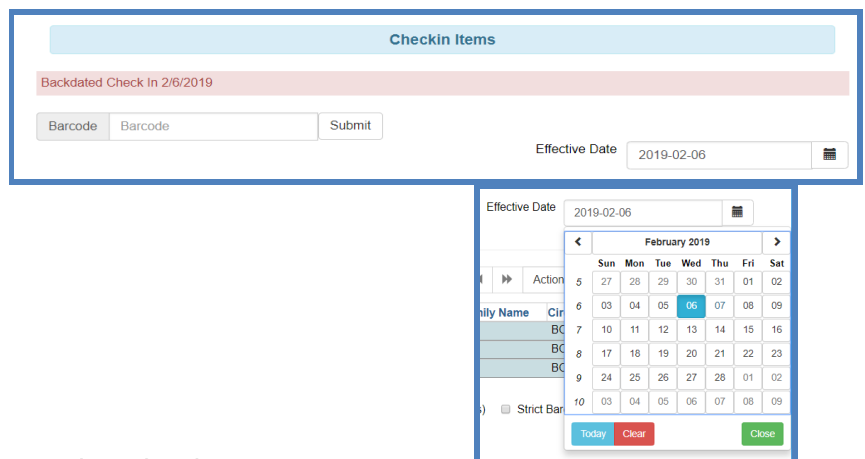 Checkin Items
Backdated Check In 2/6/2019
Barcode Barcode Submit
Effective Date 2019-02-06
Effective Date 2019-02-06
February 2019
Sun Mon Tue Wed Thu Fri Sat
Action
5 27 28 29 30 31 01 02
6 03 04 05 06 07 08 09
ily Name Cir
7 10 11 12 13 14 15 16
BC
8 17 18 19 20 21 22 23
BC
BC
9 24 25 26 27 28 01 02
10 03 04 05 06 07 08 09
s) Strict Bar
Today Clear Close